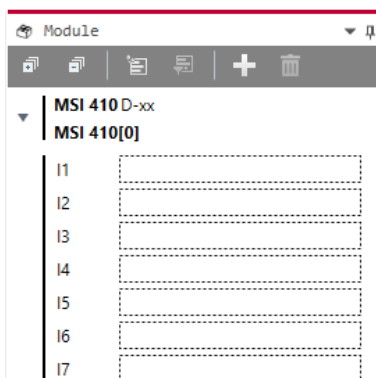 Module
MSI 410 D-xx
MSI 410[0]
I1
I2
I3
I4
I5
I6
I7